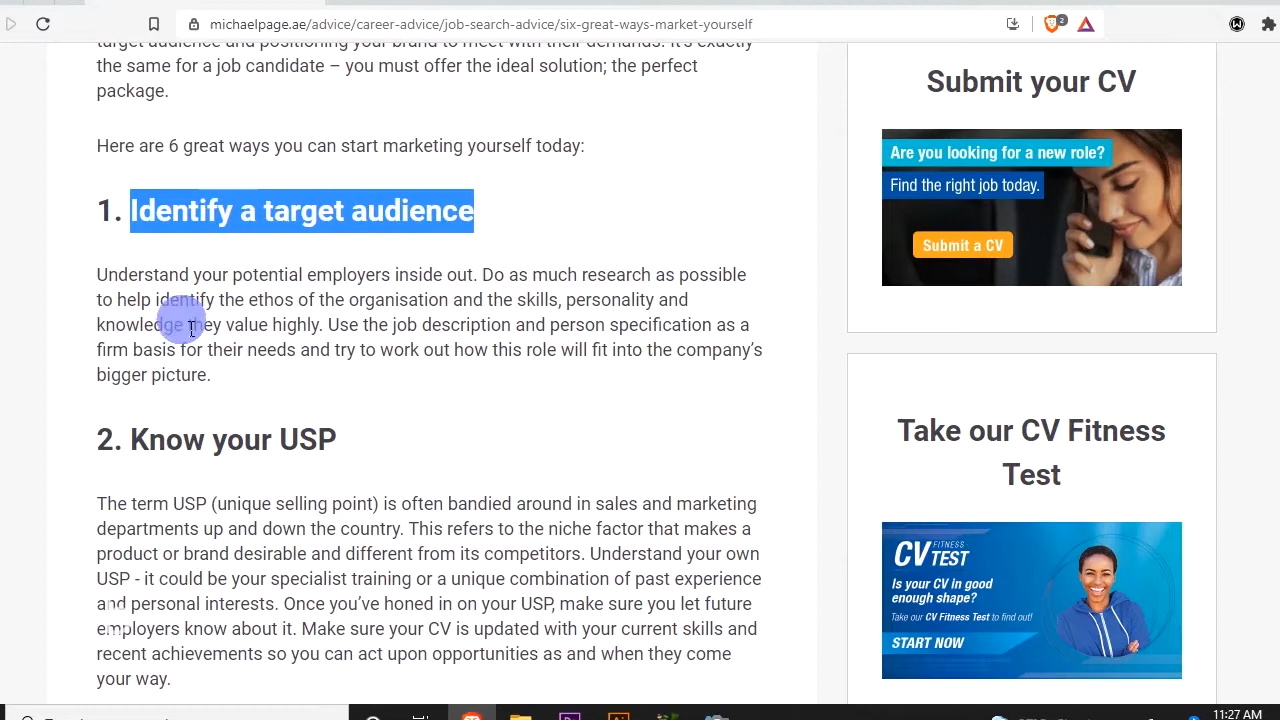 michaelpage.ae/advice/career-advice/job-search-advice/six-great-ways-market-yourself
2
target audience and positioning your brand to meet with their demands. It's exactly
the same for a job candidate – you must offer the ideal solution; the perfect
package.
Here are 6 great ways you can start marketing yourself today:
1. Identify a target audience
Understand your potential employers inside out. Do as much research as possible
to help identify the ethos of the organisation and the skills, personality and
knowledge they value highly. Use the job description and person specification as a
firm basis for their needs and try to work out how this role will fit into the company's
bigger picture.
2. Know your USP
The term USP (unique selling point) is often bandied around in sales and marketing
departments up and down the country. This refers to the niche factor that makes a
product or brand desirable and different from its competitors. Understand your own
USP - it could be your specialist training or a unique combination of past experience
and personal interests. Once you've honed in on your USP, make sure you let future
employers know about it. Make sure your CV is updated with your current skills and
recent achievements so you can act upon opportunities as and when they come
your way.
Submit your CV
Are you looking for a new role?
Find the right job today.
Submit a CV
Take our CV Fitness
Test
CV FITNESS TEST
Is your CV in good
enough shape?
Take our CV Fitness Test to find out!
START NOW
11:27 AM